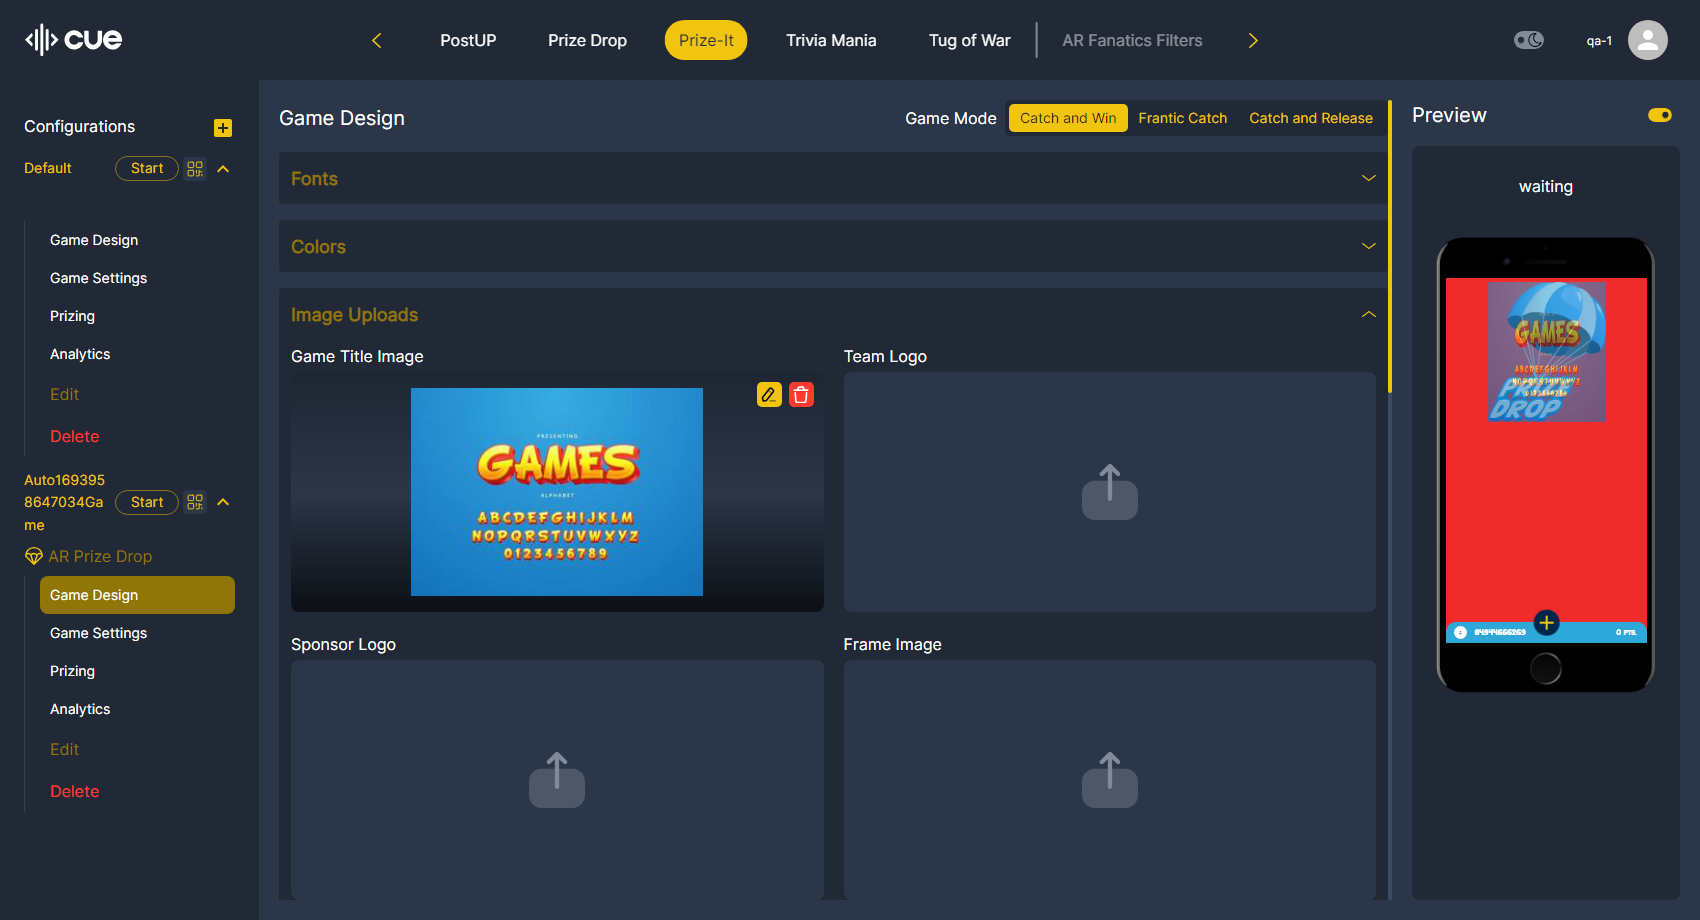 cue
PostUP
Prize Drop
Prize-It
Trivia Mania
Tug of War
AR Fanatics Filters
qa-1
Configurations
Default
Start
Game Design
Game Settings
Prizing
Analytics
Edit
Delete
Auto169395
8647034Ga
me
Start
AR Prize Drop
Game Design
Game Settings
Prizing
Analytics
Edit
Delete
Game Design
Game Mode
Catch and Win
Frantic Catch
Catch and Release
Fonts
Colors
Image Uploads
Game Title Image
PRESENTING
GAMES
ALPHABET
ABCDEFGHIJKLM
NOPQRSTUVWXYZ
0123456789
Team Logo
Sponsor Logo
Frame Image
Preview
waiting
GAMES
ABCDEFGHIJKLM
NOPQRSTUVWXYZ
0123456789
PRIZE
DROP
84344666269
0 PTS.